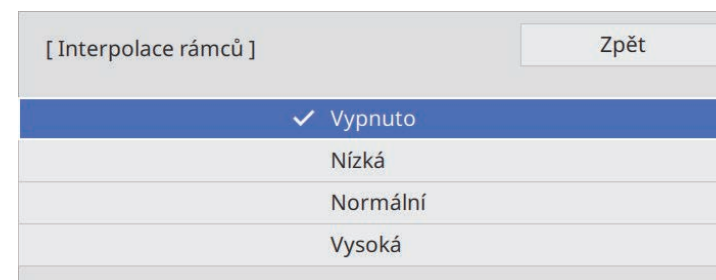 [ Interpolace rámců ]
Zpět
Vypnuto
Nízká
Normální
Vysoká